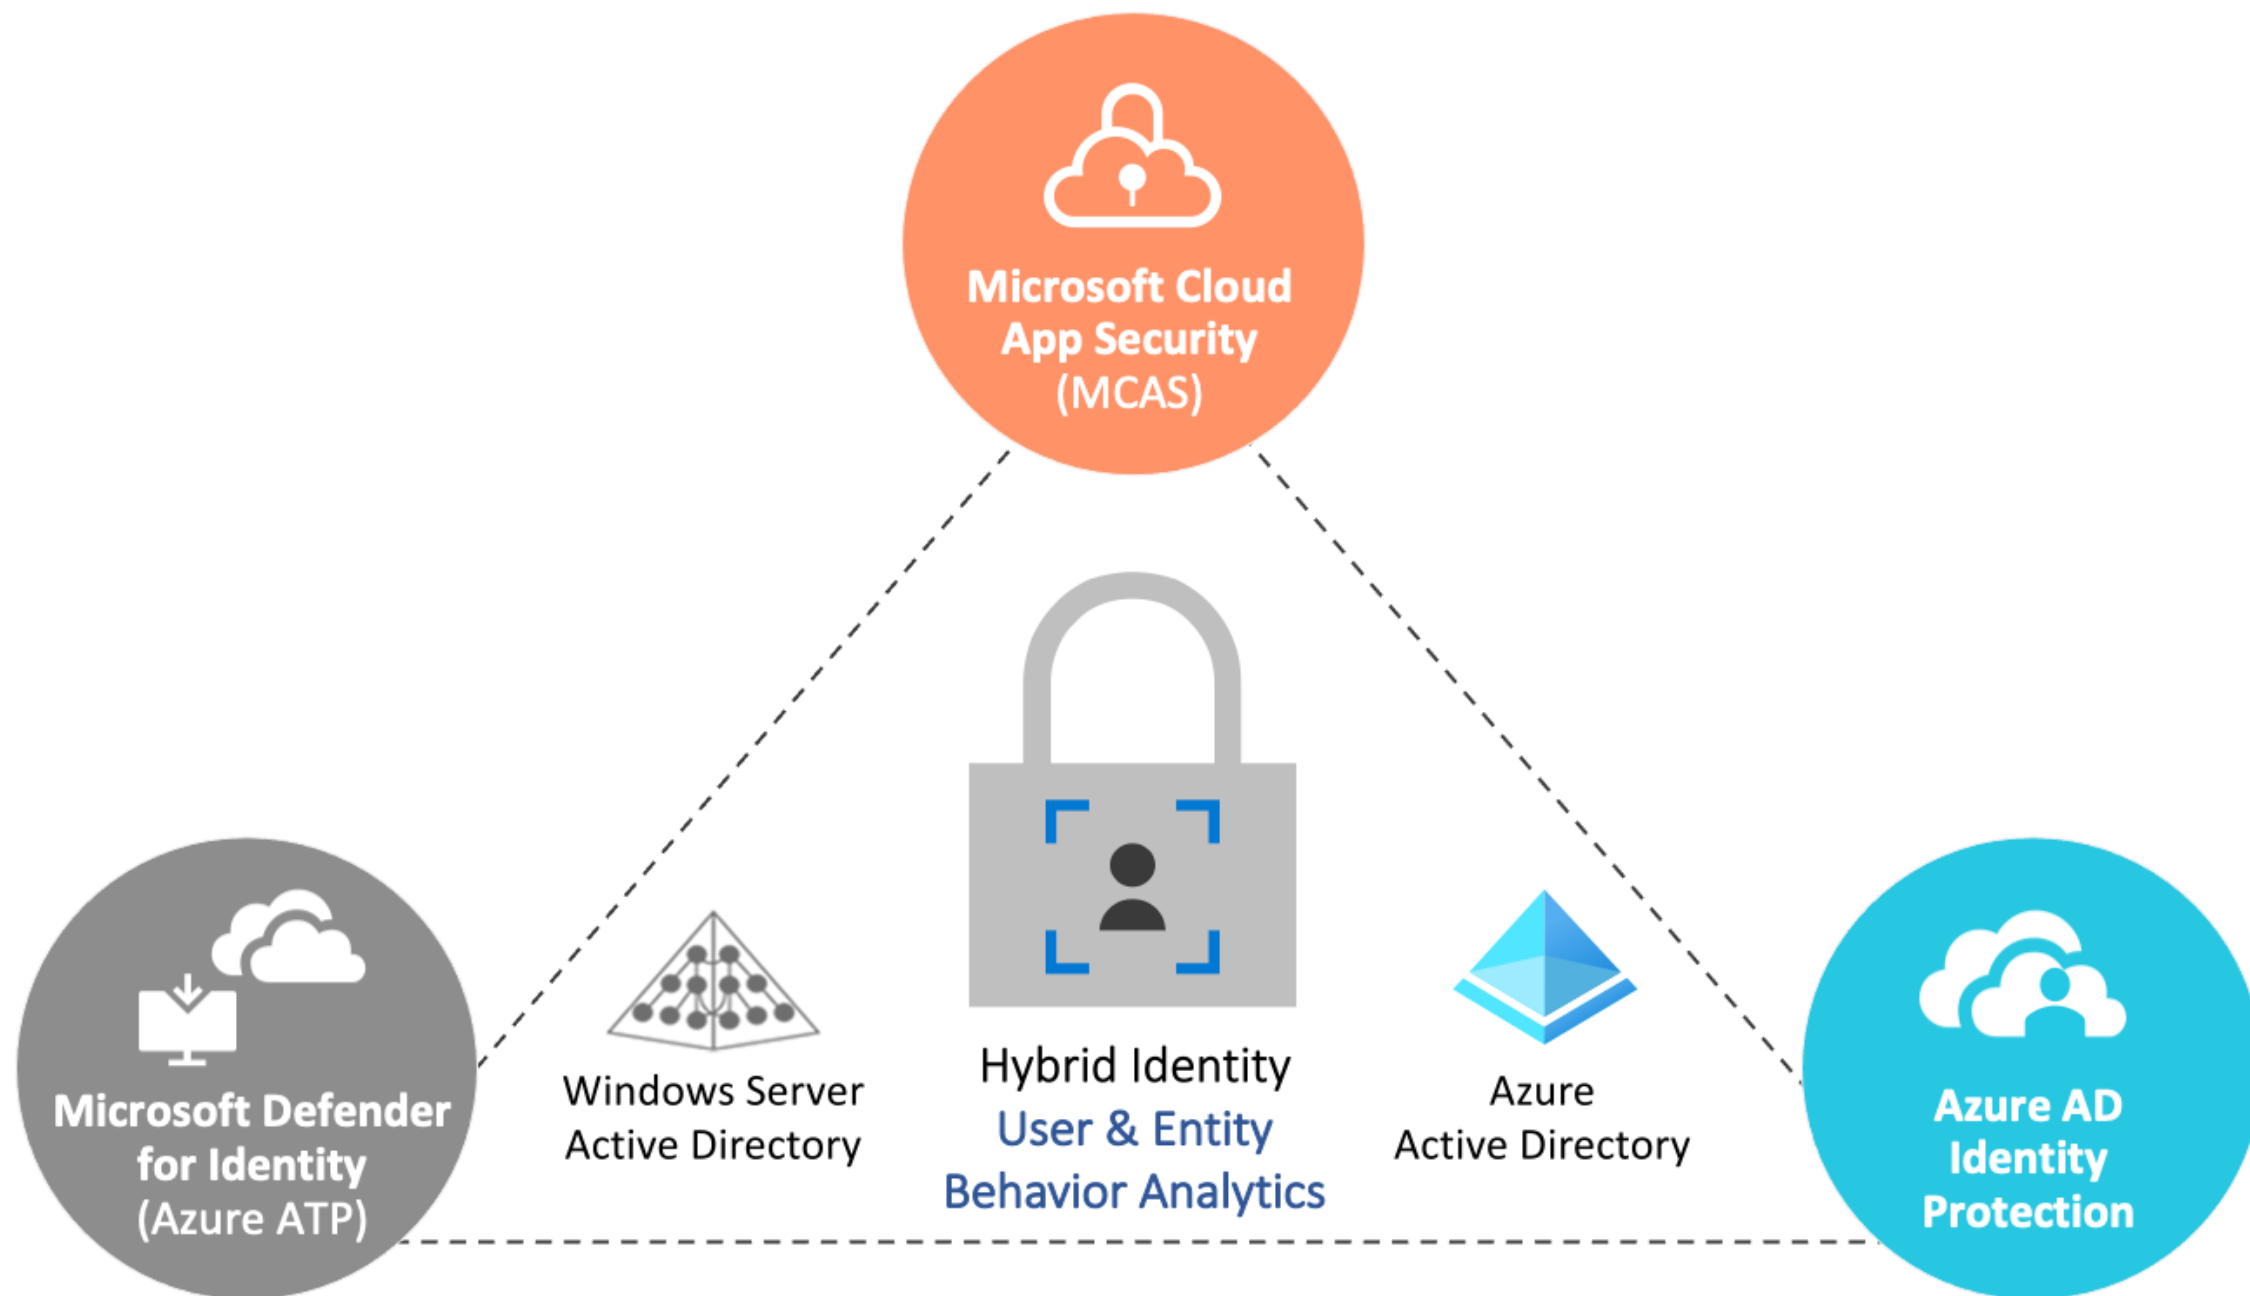 Microsoft Cloud
App Security
(MCAS)
Microsoft Defender
for Identity
(Azure ATP)
Windows Server
Active Directory
Hybrid Identity
User & Entity
Behavior Analytics
Azure
Active Directory
Azure AD
Identity
Protection